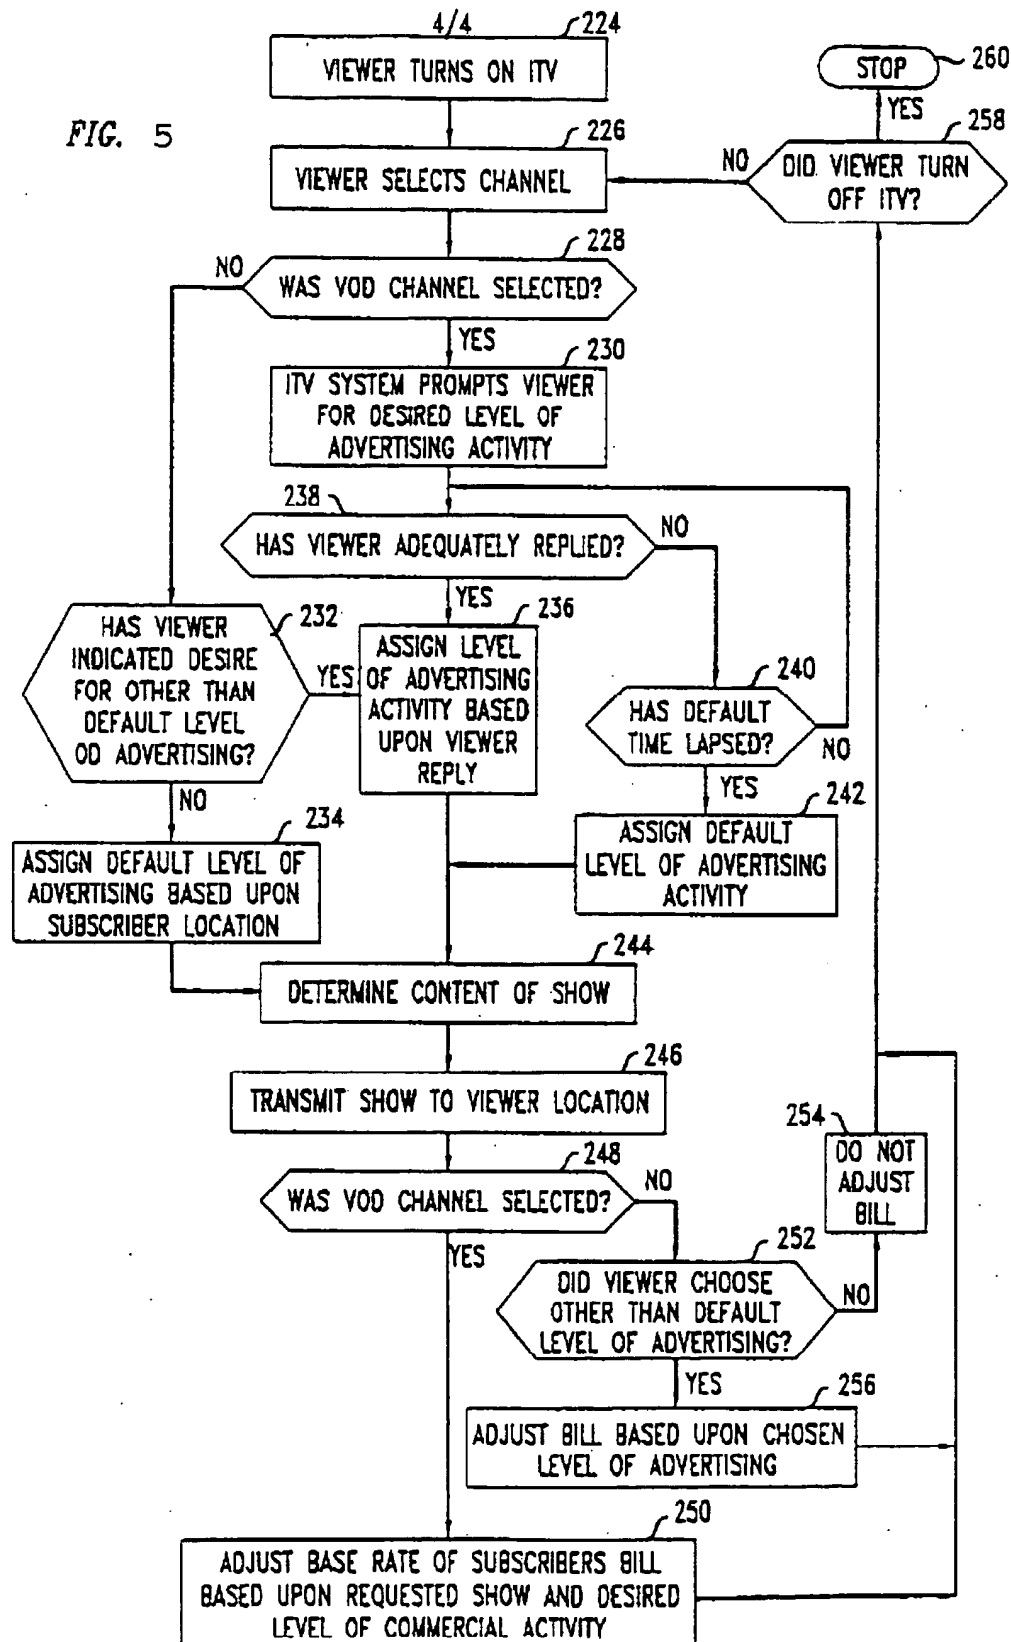 4/4
224
VIEWER TURNS ON ITV
STOP
260
YES
258
FIG. 5
226
VIEWER SELECTS CHANNEL
NO
DID VIEWER TURN
OFF ITV?
228
NO
WAS VOD CHANNEL SELECTED?
YES
230
ITV SYSTEM PROMPTS VIEWER
FOR DESIRED LEVEL OF
ADVERTISING ACTIVITY
238
HAS VIEWER ADEQUATELY REPLIED?
NO
YES
232
HAS VIEWER
INDICATED DESIRE
FOR OTHER THAN
DEFAULT LEVEL
OD ADVERTISING?
YES
236
ASSIGN LEVEL
OF ADVERTISING
ACTIVITY BASED
UPON VIEWER
REPLY
240
HAS DEFAULT
TIME LAPSED?
NO
NO
YES
234
ASSIGN DEFAULT LEVEL OF
ADVERTISING BASED UPON
SUBSCRIBER LOCATION
242
ASSIGN DEFAULT
LEVEL OF ADVERTISING
ACTIVITY
244
DETERMINE CONTENT OF SHOW
246
TRANSMIT SHOW TO VIEWER LOCATION
254
DO NOT
ADJUST
BILL
248
WAS VOD CHANNEL SELECTED?
NO
YES
252
DID VIEWER CHOOSE
OTHER THAN DEFAULT
LEVEL OF ADVERTISING?
NO
YES
256
ADJUST BILL BASED UPON CHOSEN
LEVEL OF ADVERTISING
250
ADJUST BASE RATE OF SUBSCRIBERS BILL
BASED UPON REQUESTED SHOW AND DESIRED
LEVEL OF COMMERCIAL ACTIVITY